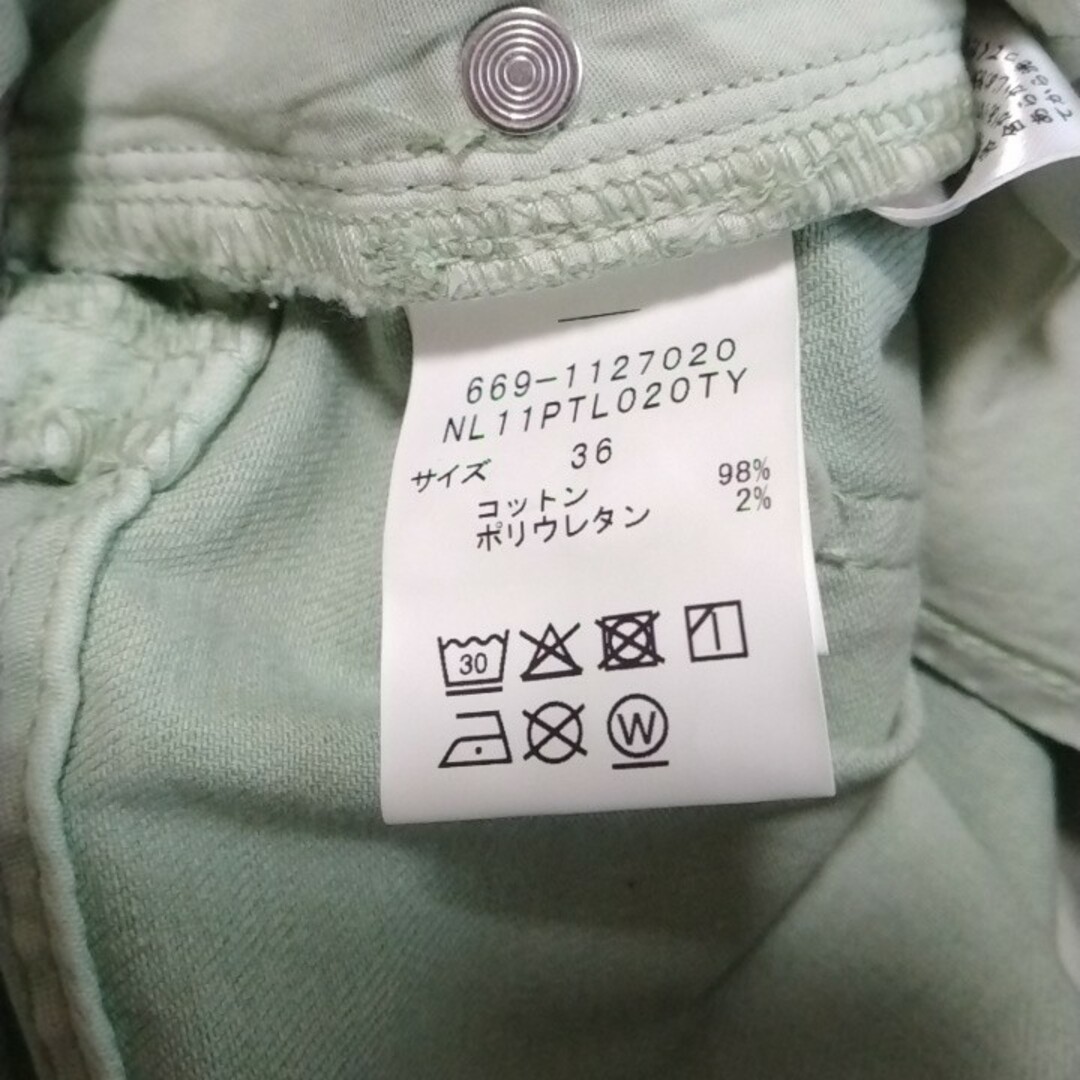 669-1127020
NL11PTL020TY
サイズ 36
コットン 98%
ポリウレタン 2%
30
W